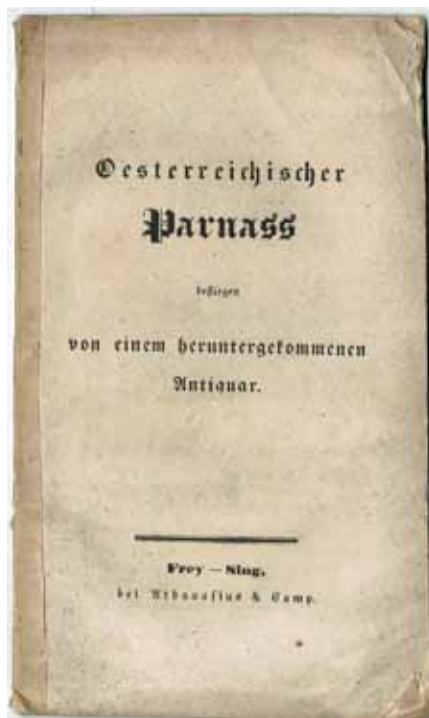 Oesterreichischer
Parnass
bestiegen
von einem heruntergekommenen
Antiquar.
Frey — Sing,
bei Athanasius & Comp.